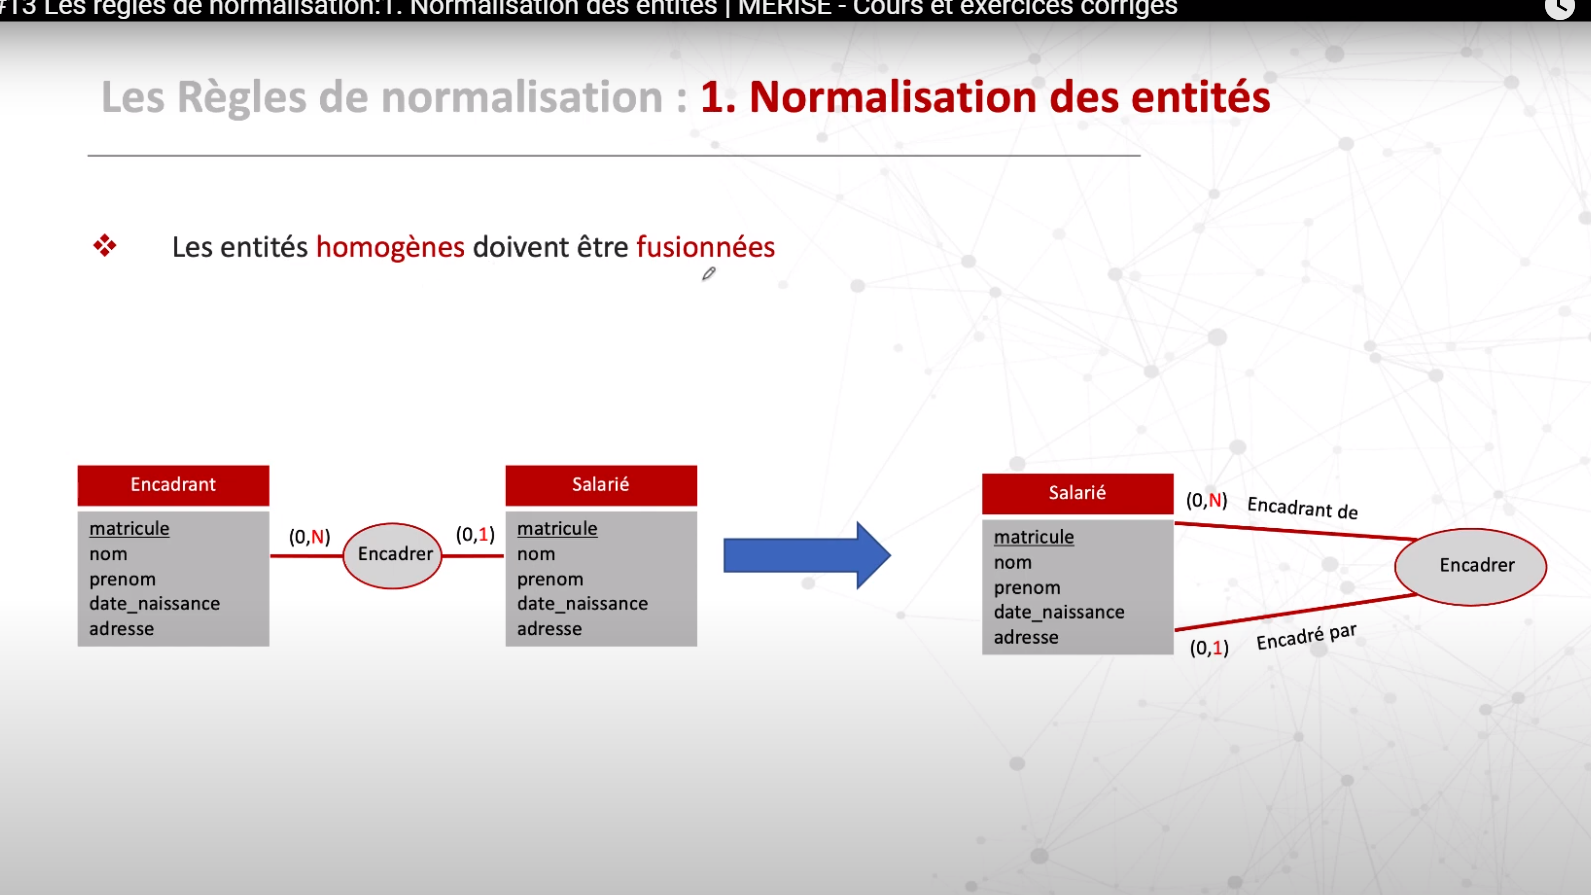 #13 Les règles de normalisation:1. Normalisation des entités | MERISE - Cours et exercices corrigés
Les Règles de normalisation : 1. Normalisation des entités
Les entités homogènes doivent être fusionnées
Encadrant
matricule
nom
prenom
date_naissance
adresse
(0,N)
Encadrer
(0,1)
Salarié
matricule
nom
prenom
date_naissance
adresse
Salarié
matricule
nom
prenom
date_naissance
adresse
(0,N) Encadrant de
Encadrer
(0,1) Encadré par